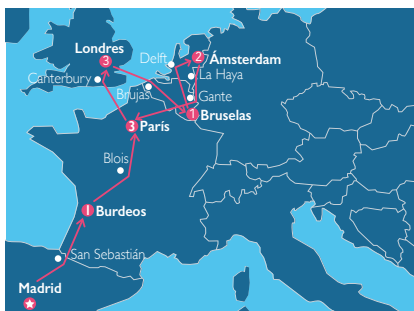 Londres
3
Delft
2
Ámsterdam
La Haya
Canterbury
Brujas
Gante
1
Bruselas
3
París
Blois
1
Burdeos
San Sebastián
Madrid